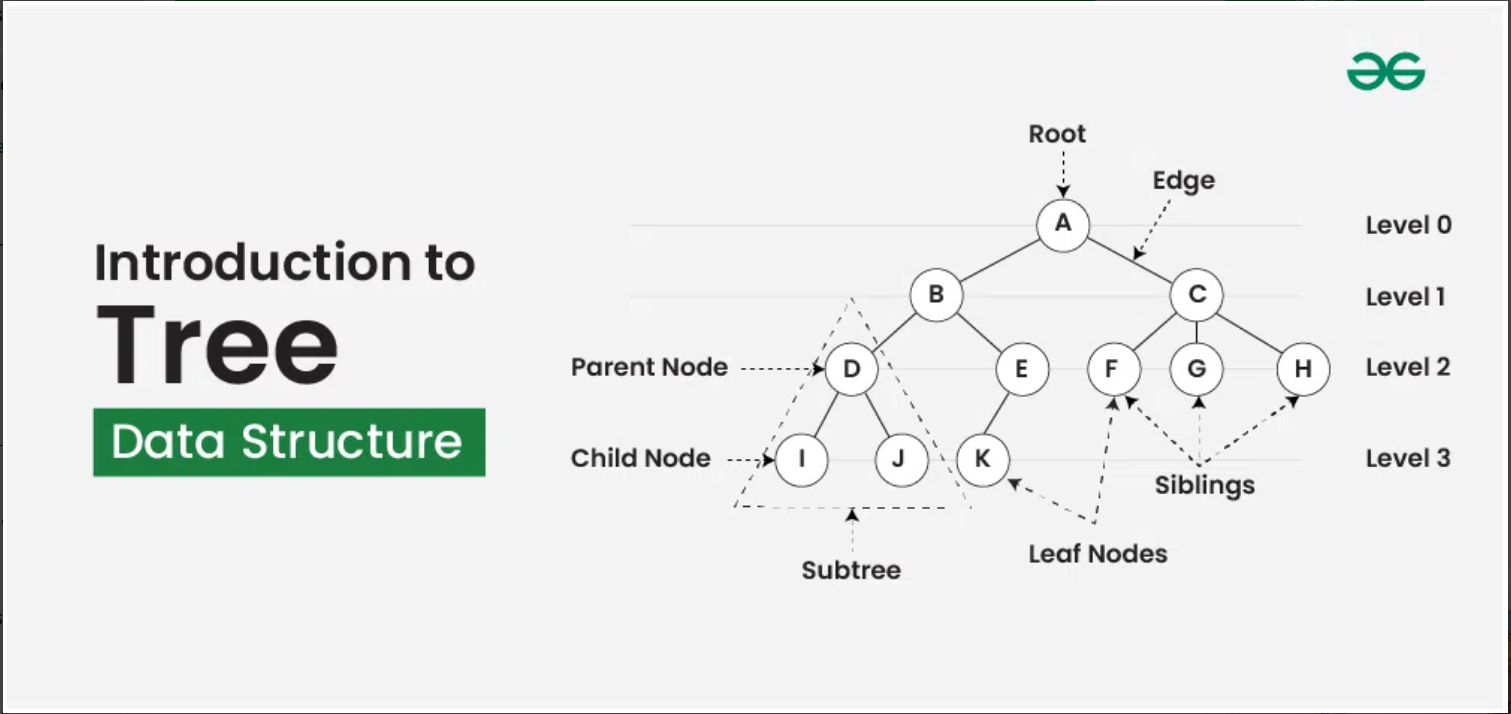 Introduction to
Tree
Data Structure
Root
Edge
A
Level 0
B
C
Level 1
Parent Node
D
E
F
G
H
Level 2
Child Node
I
J
K
Level 3
Siblings
Leaf Nodes
Subtree